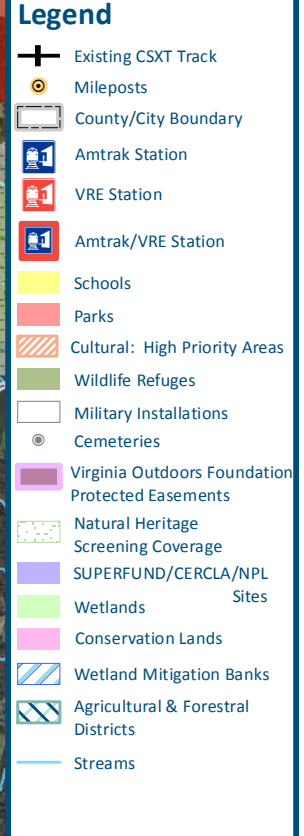 Legend
Existing CSXT Track
Mileposts
County/City Boundary
Amtrak Station
VRE Station
Amtrak/VRE Station
Schools
Parks
Cultural: High Priority Areas
Wildlife Refuges
Military Installations
Cemeteries
Virginia Outdoors Foundation
Protected Easements
Natural Heritage
Screening Coverage
SUPERFUND/CERCLA/NPL
Sites
Wetlands
Conservation Lands
Wetland Mitigation Banks
Agricultural & Forestral
Districts
Streams